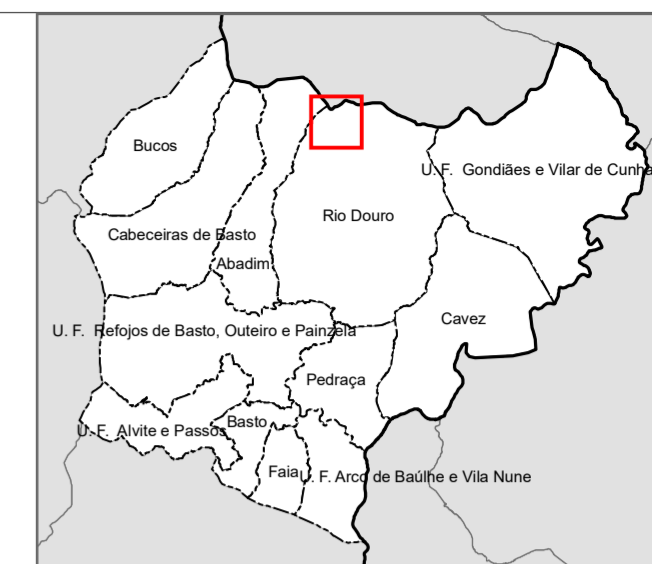 Bucos
U. F. Gondiães e Vilar de Cunha
Rio Douro
Cabeceiras de Basto
Abadim
Cavez
U. F. Refojos de Basto, Outeiro e Painzela
Pedraça
Basto
U. F. Alvite e Passos
Faia
U. F. Arco de Baúlhe e Vila Nune